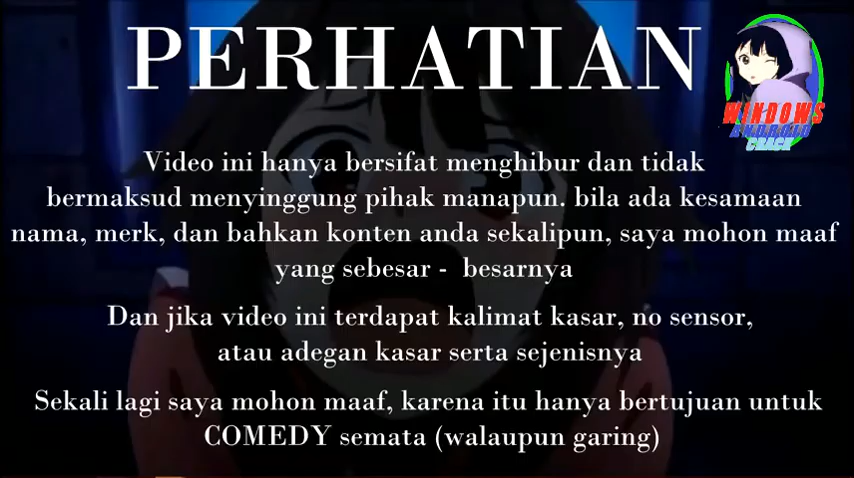 PERHATIAN
WINDOWS
ANDROID
CRACK
Video ini hanya bersifat menghibur dan tidak
bermaksud menyinggung pihak manapun. bila ada kesamaan
nama, merk, dan bahkan konten anda sekalipun, saya mohon maaf
yang sebesar - besarnya
Dan jika video ini terdapat kalimat kasar, no sensor,
atau adegan kasar serta sejenisnya
Sekali lagi saya mohon maaf, karena itu hanya bertujuan untuk
COMEDY semata (walaupun garing)